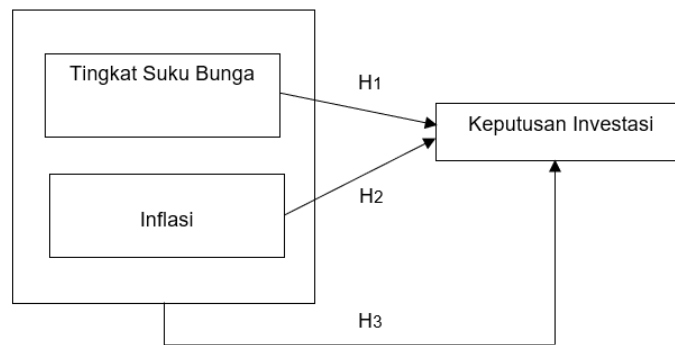 Tingkat Suku Bunga
H1
Keputusan Investasi
H2
Inflasi
H3